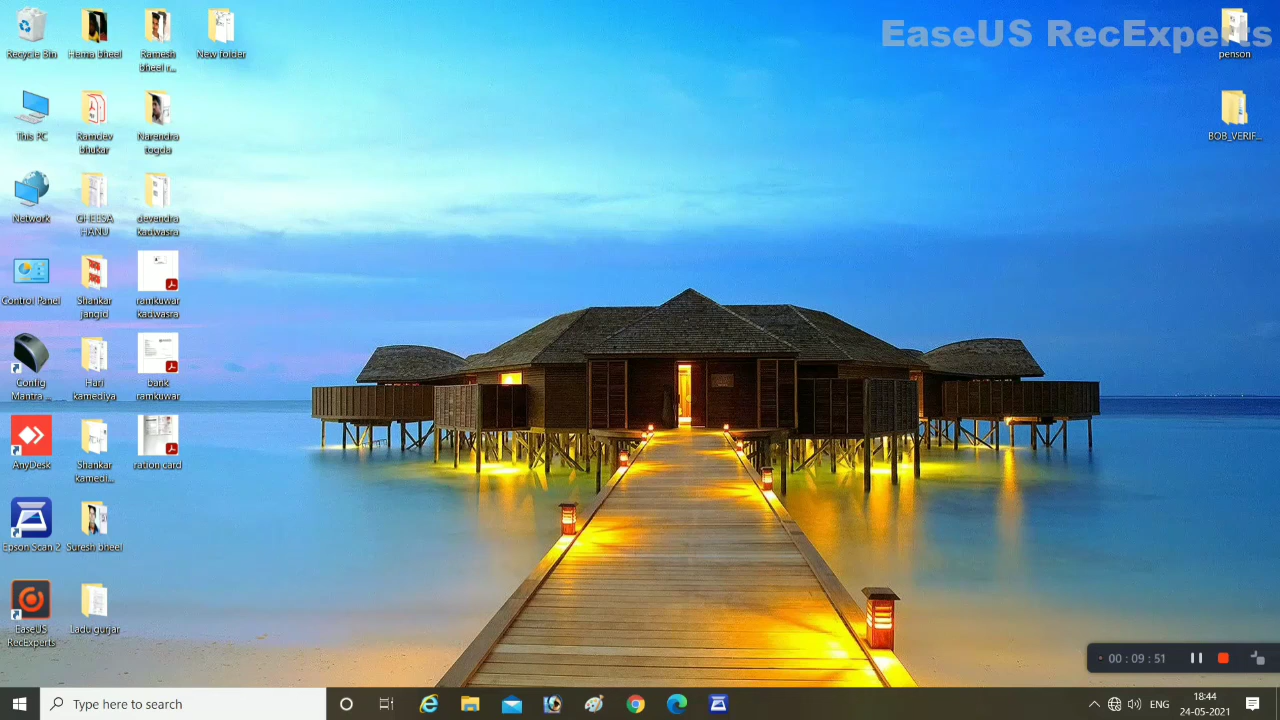 EaseUS RecExperts
Recycle Bin
Hema Bheel
Ramesh
bheel r...
New folder
penson
This PC
Ramdev
bhukar
Narendra
togda
BOB_VERIF...
Network
GHEESA
HANU
devendra
kadwasra
Control Panel
Shankar
jangid
ramkuwar
kadwasra
Config
Mantra ...
Hari
kamediya
bank
ramkuwar
AnyDesk
Shankar
kamedi...
ration card
Epson Scan 2
Suresh bheel
EaseUS
RecExperts
Ladu gurjar
00 : 09 : 51
Type here to search
ENG
18:44
24-05-2021